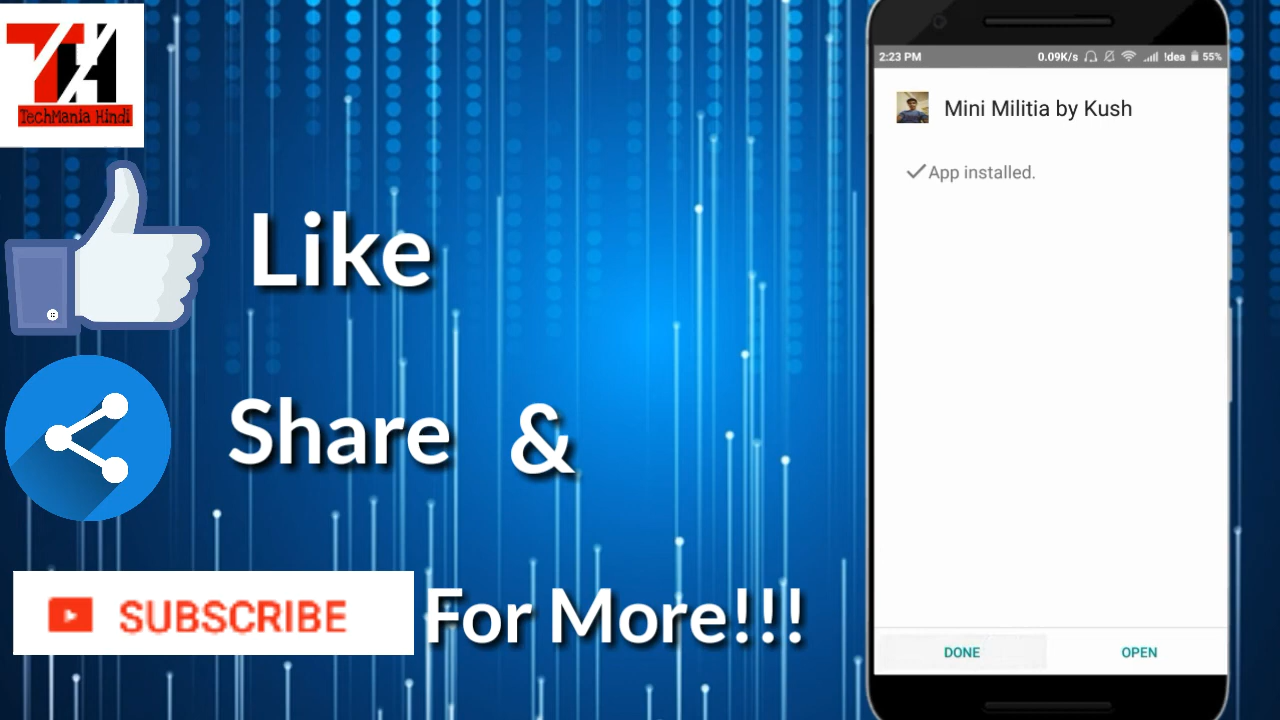 TechMania Hindi
Like
Share &
SUBSCRIBE For More!!!
2:23 PM 0.09K/s !dea 55%
Mini Militia by Kush
App installed.
DONE OPEN